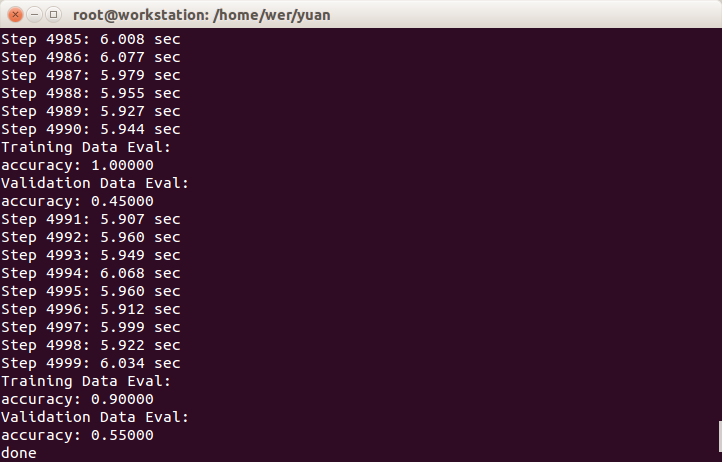 root@workstation: /home/wer/yuan
Step 4985: 6.008 sec
Step 4986: 6.077 sec
Step 4987: 5.979 sec
Step 4988: 5.955 sec
Step 4989: 5.927 sec
Step 4990: 5.944 sec
Training Data Eval:
accuracy: 1.00000
Validation Data Eval:
accuracy: 0.45000
Step 4991: 5.907 sec
Step 4992: 5.960 sec
Step 4993: 5.949 sec
Step 4994: 6.068 sec
Step 4995: 5.960 sec
Step 4996: 5.912 sec
Step 4997: 5.999 sec
Step 4998: 5.922 sec
Step 4999: 6.034 sec
Training Data Eval:
accuracy: 0.90000
Validation Data Eval:
accuracy: 0.55000
done